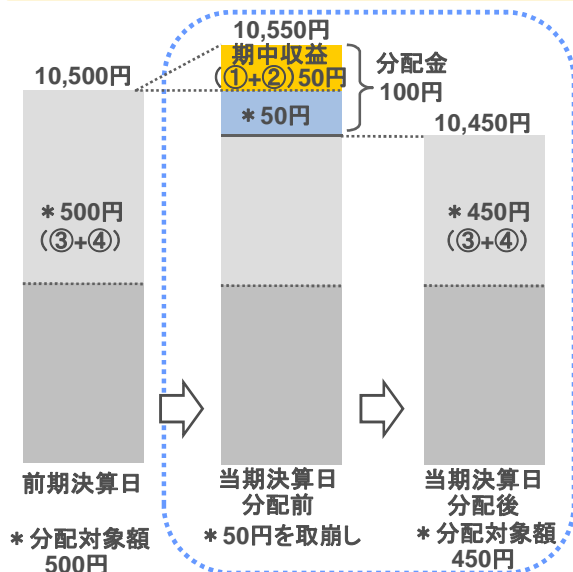 10,550円
10,500円
期中収益
(①+②)50円
分配金
100円
＊50円
10,450円
＊500円
(③+④)
＊450円
(③+④)
前期決算日
当期決算日
分配前
当期決算日
分配後
＊分配対象額
500円
＊50円を取崩し
＊分配対象額
450円